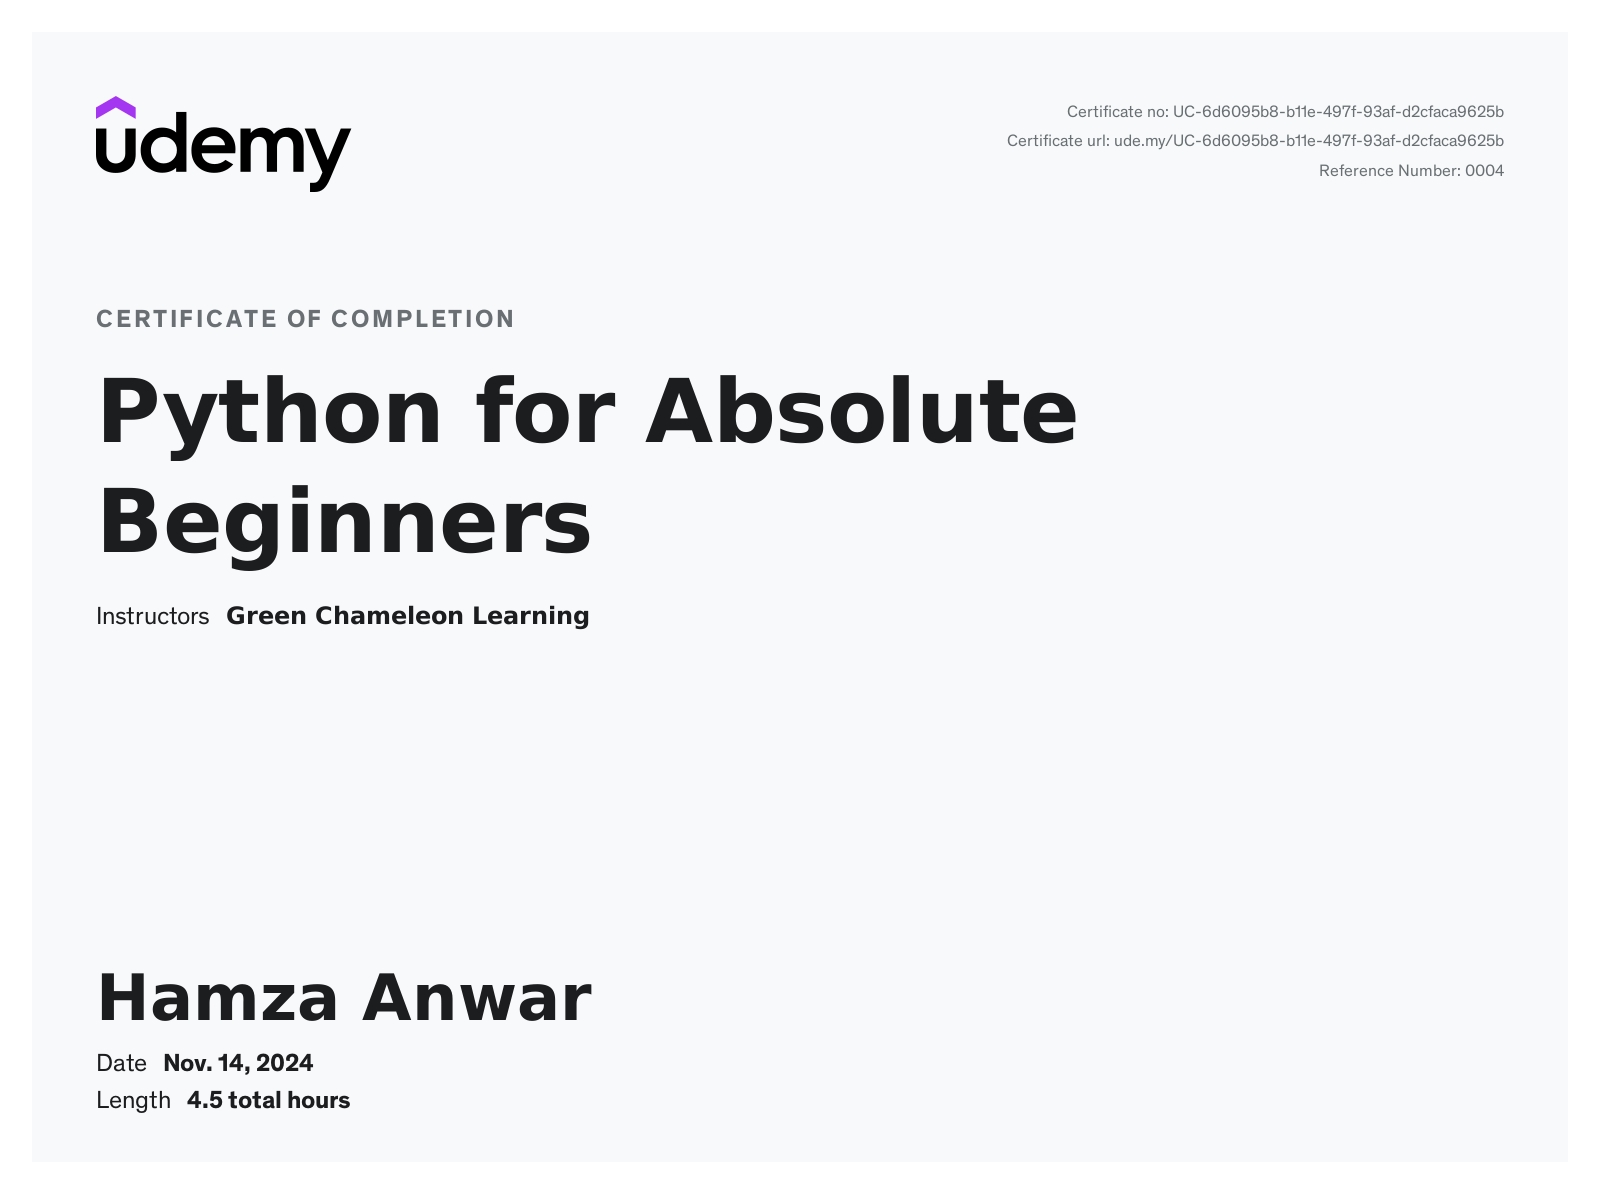 udemy
Certificate no: UC-6d6095b8-b11e-497f-93af-d2cfaca9625b
Certificate url: ude.my/UC-6d6095b8-b11e-497f-93af-d2cfaca9625b
Reference Number: 0004
CERTIFICATE OF COMPLETION
Python for Absolute
Beginners
Instructors Green Chameleon Learning
Hamza Anwar
Date Nov. 14, 2024
Length 4.5 total hours